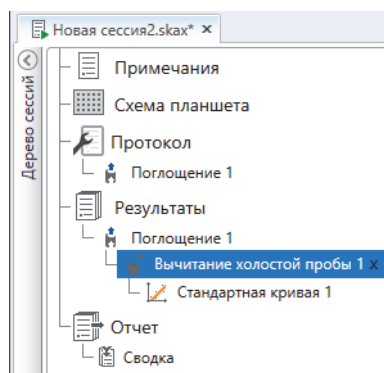 Новая сессия2.skax* x
Дерево сессий
Примечания
Схема планшета
Протокол
Поглощение 1
Результаты
Поглощение 1
Вычитание холостой пробы 1 x
Стандартная кривая 1
Отчет
Сводка